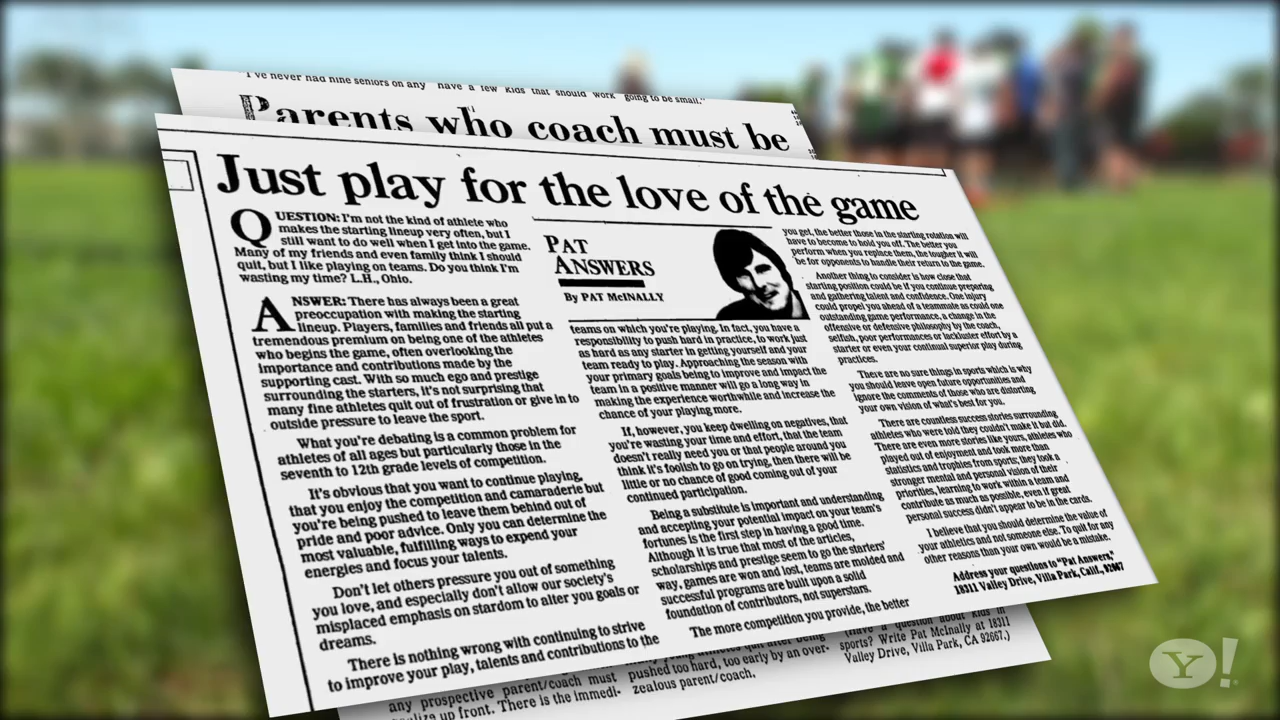 "I've never had nine seniors on any
have a few kids that should work
going to be small."
Parents who coach must be
Just play for the love of the game
QUESTION: I'm not the kind of athlete who
makes the starting lineup very often, but I
still want to do well when I get into the game.
Many of my friends and even family think I should
quit, but I like playing on teams. Do you think I'm
wasting my time? L.H., Ohio.
ANSWER: There has always been a great
preoccupation with making the starting
lineup. Players, families and friends all put a
tremendous premium on being one of the athletes
who begins the game, often overlooking the
importance and contributions made by the
supporting cast. With so much ego and prestige
surrounding the starters, it's not surprising that
many fine athletes quit out of frustration or give in to
outside pressure to leave the sport.
What you're debating is a common problem for
athletes of all ages but particularly those in the
seventh to 12th grade levels of competition.
It's obvious that you want to continue playing,
that you enjoy the competition and camaraderie but
you're being pushed to leave them behind out of
pride and poor advice. Only you can determine the
most valuable, fulfilling ways to expend your
energies and focus your talents.
Don't let others pressure you out of something
you love, and especially don't allow our society's
misplaced emphasis on stardom to alter you goals or
dreams.
There is nothing wrong with continuing to strive
to improve your play, talents and contributions to the
PAT
ANSWERS
By PAT McINALLY
teams on which you're playing. In fact, you have a
responsibility to push hard in practice, to work just
as hard as any starter in getting yourself and your
team ready to play. Approaching the season with
your primary goals being to improve and impact the
team in a positive manner will go a long way in
making the experience worthwhile and increase the
chance of your playing more.
If, however, you keep dwelling on negatives, that
you're wasting your time and effort, that the team
doesn't really need you or that people around you
think it's foolish to go on trying, then there will be
little or no chance of good coming out of your
continued participation.
Being a substitute is important and understanding
and accepting your potential impact on your team's
fortunes is the first step in having a good time.
Although it is true that most of the articles,
scholarships and prestige seem to go the starters'
way, games are won and lost, teams are molded and
successful programs are built upon a solid
foundation of contributors, not superstars.
The more competition you provide, the better
you get, the better those in the starting rotation will
have to become to hold you off. The better you
perform when you replace them, the tougher it will
be for opponents to handle their return to the game.
Another thing to consider is how close that
starting position could be if you continue preparing
and gathering talent and confidence. One injury
could propel you ahead of a teammate as could one
outstanding game performance, a change in the
offensive or defensive philosophy by the coach,
selfish, poor performances or lackluster effort by a
starter or even your continual superior play during
practices.
There are no sure things in sports which is why
you should leave open future opportunities and
ignore the comments of those who are distorting
your own vision of what's best for you.
There are countless success stories surrounding
athletes who were told they couldn't make it but did.
There are even more stories like yours, athletes who
played out of enjoyment and took more than
statistics and trophies from sports; they took a
stronger mental and personal vision of their
priorities, learning to work within a team and
contribute as much as possible, even if great
personal success didn't appear to be in the cards.
I believe that you should determine the value of
your athletics and not someone else. To quit for any
other reasons than your own would be a mistake.
Address your questions to "Pat Answers,"
18311 Valley Drive, Villa Park, Calif.,
any prospective parent/coach must
realize up front. There is the immedi-
pushed too hard, too early by an over-
zealous parent/coach.
(Have a question about kids in
sports? Write Pat McInally at 18311
Valley Drive, Villa Park, CA 92667.)
Y!